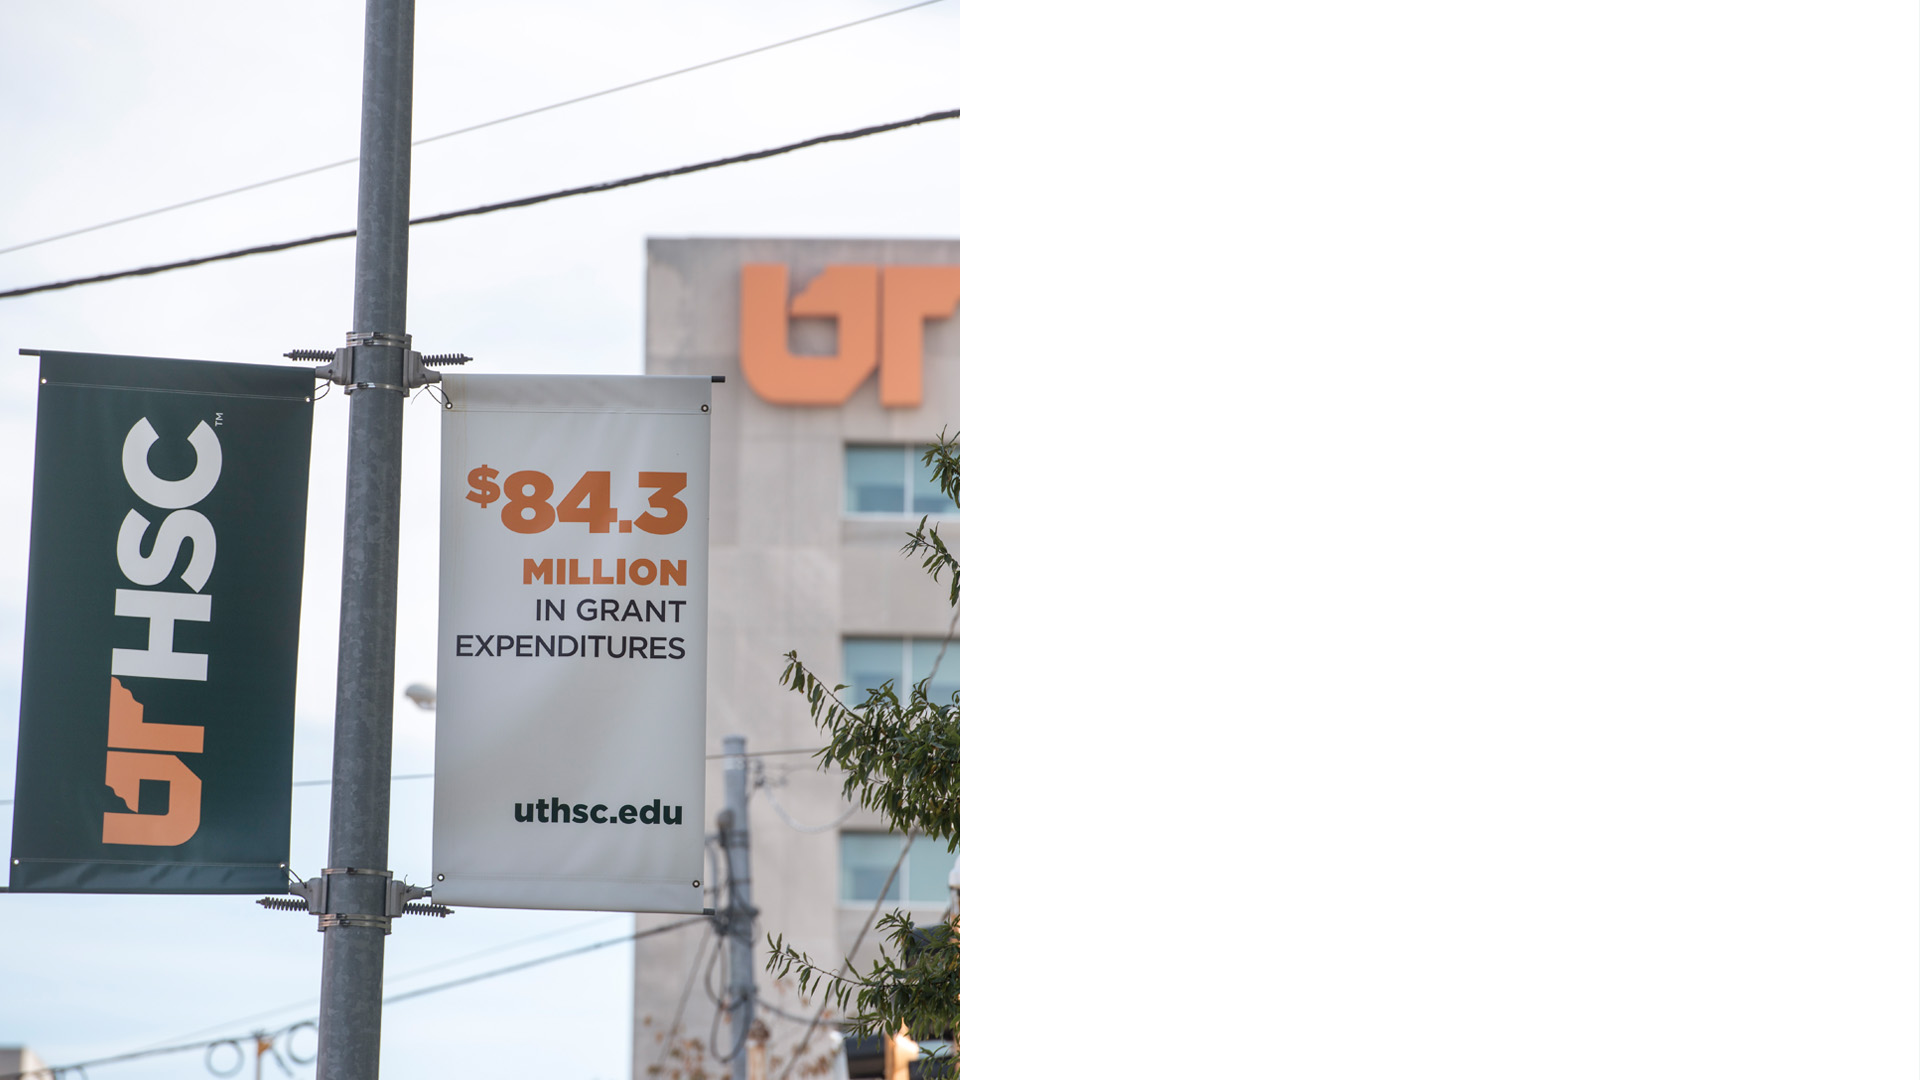 UTHSC™
$84.3
MILLION
IN GRANT
EXPENDITURES
uthsc.edu
UT